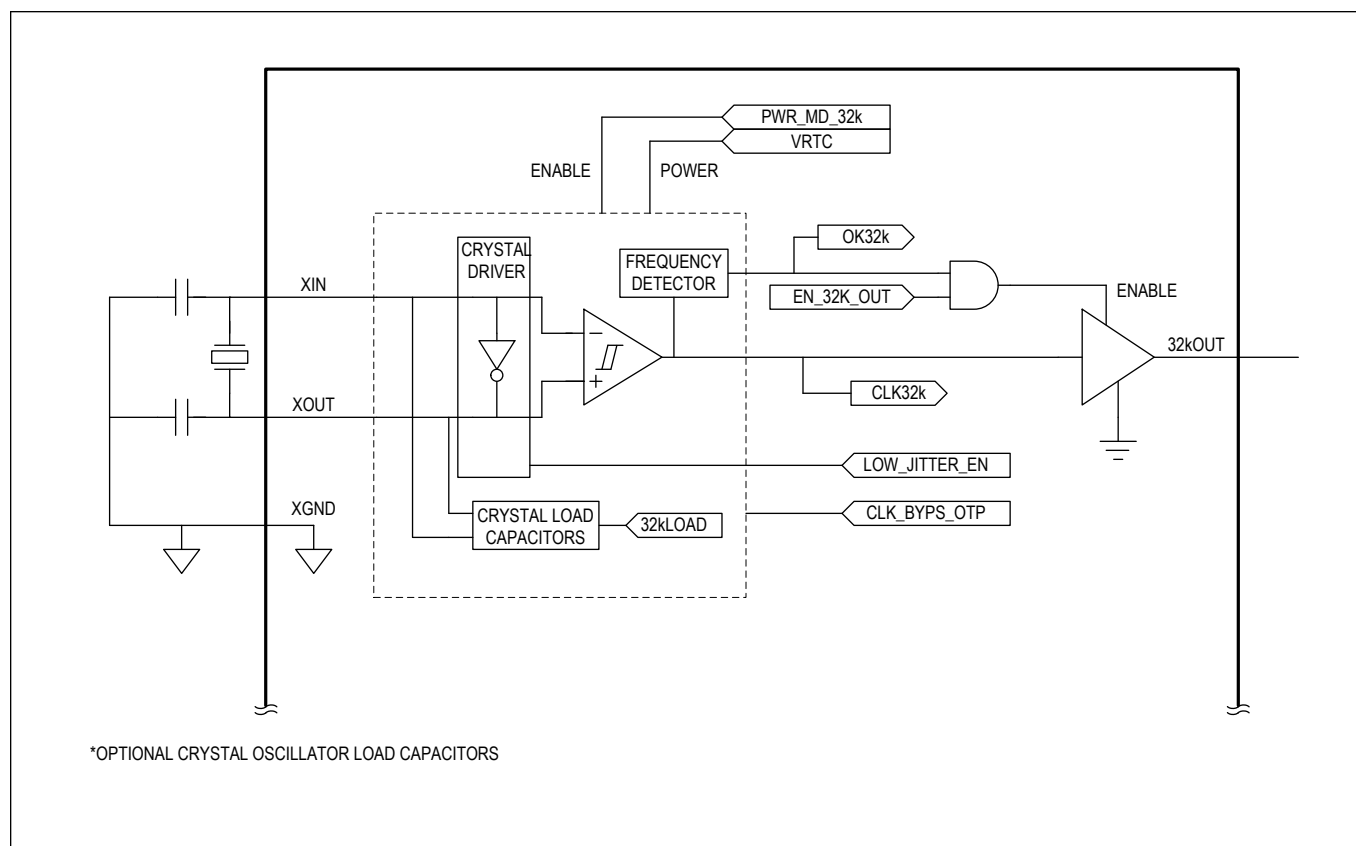 PWR_MD_32k
VRTC
ENABLE
POWER
OK32k
CRYSTAL
DRIVER
FREQUENCY
DETECTOR
XIN
EN_32K_OUT
ENABLE
−
32kOUT
+
CLK32k
XOUT
LOW_JITTER_EN
XGND
CRYSTAL LOAD
CAPACITORS
32kLOAD
CLK_BYPS_OTP
*OPTIONAL CRYSTAL OSCILLATOR LOAD CAPACITORS